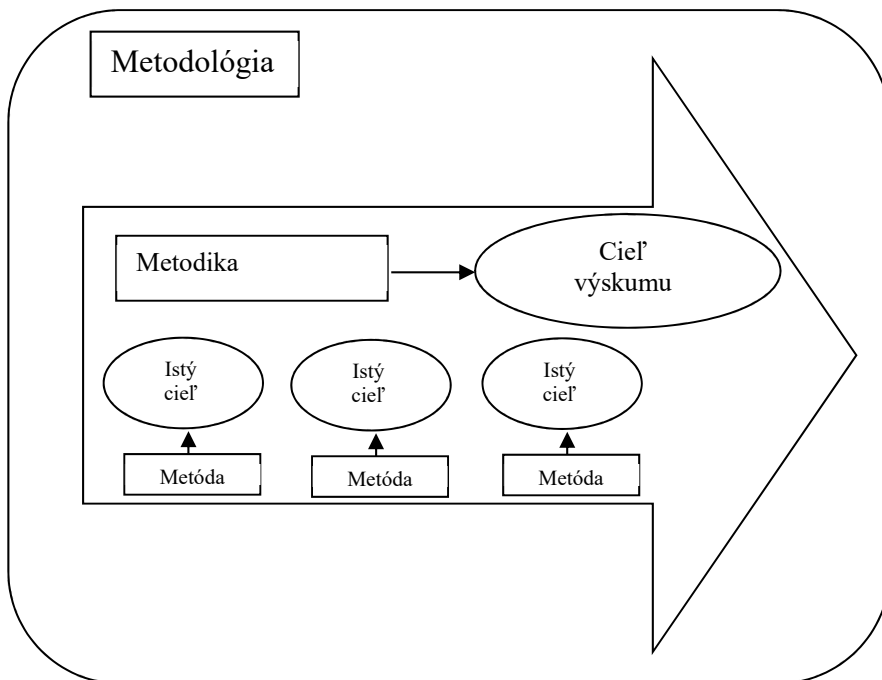 Metodológia
Metodika
Cieľ
výskumu
Istý
cieľ
Istý
cieľ
Istý
cieľ
Metóda
Metóda
Metóda